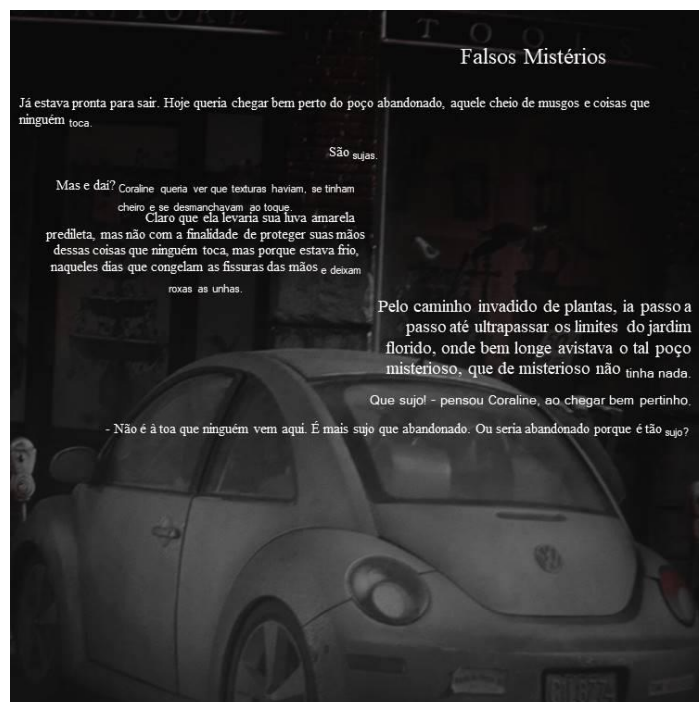 TOOLS
Falsos Mistérios
Já estava pronta para sair. Hoje queria chegar bem perto do poço abandonado, aquele cheio de musgos e coisas que
ninguém toca.
São sujas.
Mas e daí? Coraline queria ver que texturas haviam, se tinham
cheiro e se desmanchavam ao toque.
Claro que ela levaria sua luva amarela
predileta, mas não com a finalidade de proteger suas mãos
dessas coisas que ninguém toca, mas porque estava frio,
naqueles dias que congelam as fissuras das mãos e deixam
roxas as unhas.
Pelo caminho invadido de plantas, ia passo a
passo até ultrapassar os limites do jardim
florido, onde bem longe avistava o tal poço
misterioso, que de misterioso não tinha nada.
Que sujo! - pensou Coraline, ao chegar bem pertinho.
- Não é à toa que ninguém vem aqui. É mais sujo que abandonado. Ou seria abandonado porque é tão sujo?